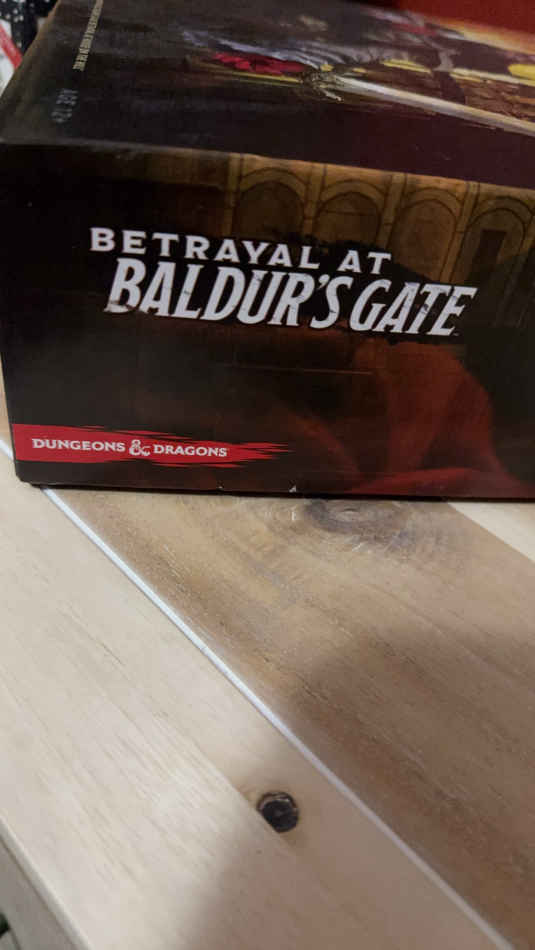 BETRAYAL AT
BALDUR'S GATE
DUNGEONS & DRAGONS